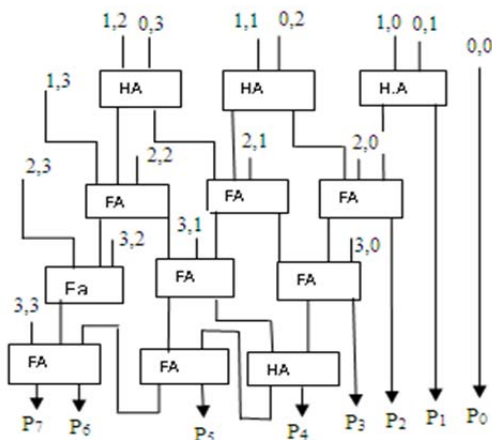 1,2 0,3 1,1 0,2 1,0 0,1 0,0
HA HA H.A
1,3
2,2 2,1 2,0
2,3
FA FA FA
3,2 3,1 3,0
Fa FA FA
3,3
FA FA HA
P7 P6 P5 P4 P3 P2 P1 P0